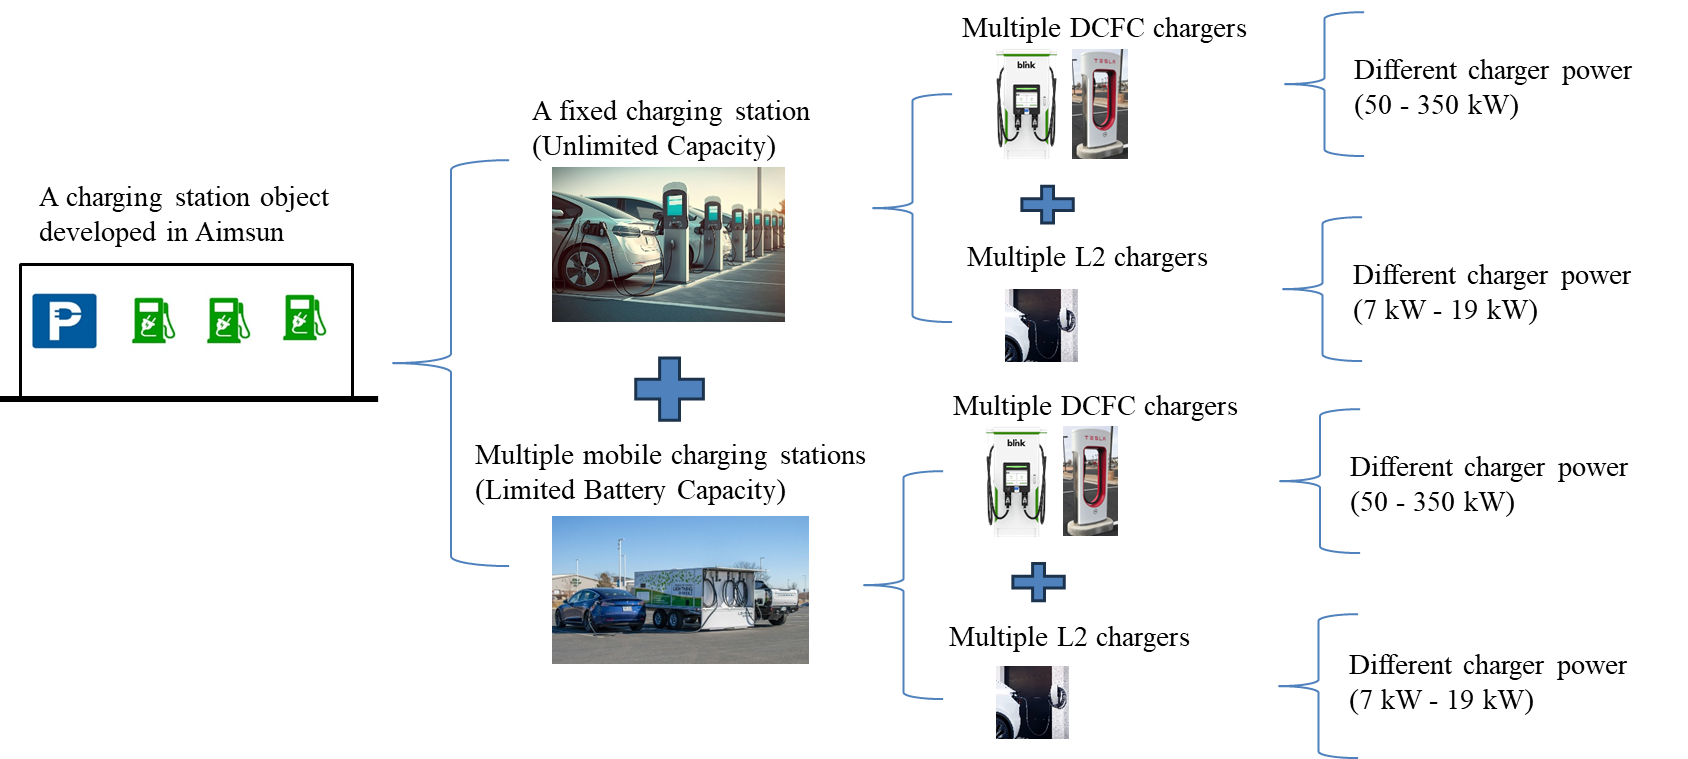 A charging station object
developed in Aimsun
P
A fixed charging station
(Unlimited Capacity)
Multiple mobile charging stations
(Limited Battery Capacity)
Multiple DCFC chargers
blink
TESLA
Multiple L2 chargers
Multiple DCFC chargers
blink
TESLA
Multiple L2 chargers
Different charger power
(50 - 350 kW)
Different charger power
(7 kW - 19 kW)
Different charger power
(50 - 350 kW)
Different charger power
(7 kW - 19 kW)